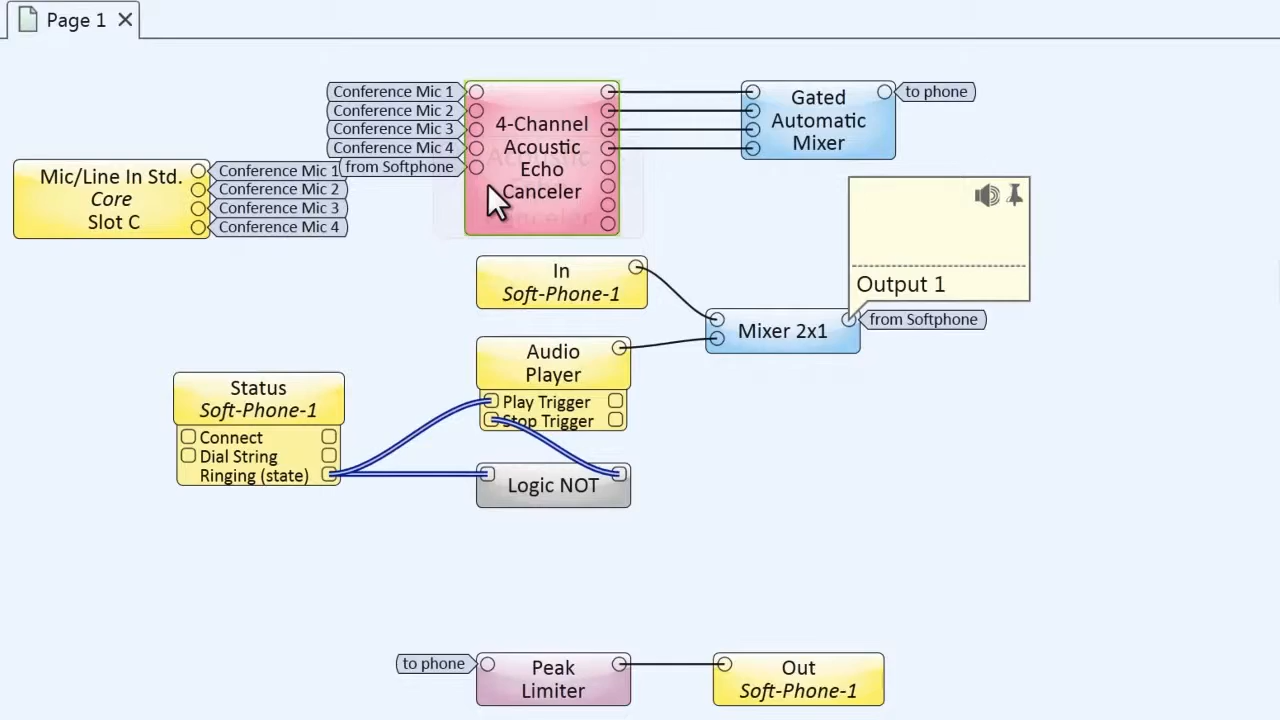 Page 1
Conference Mic 1
Conference Mic 2
Conference Mic 3
Conference Mic 4
from Softphone
4-Channel
Acoustic
Echo
Canceler
Gated
Automatic
Mixer
to phone
Mic/Line In Std.
Core
Slot C
Conference Mic 1
Conference Mic 2
Conference Mic 3
Conference Mic 4
Output 1
In
Soft-Phone-1
Mixer 2x1
from Softphone
Audio
Player
Play Trigger
Stop Trigger
Status
Soft-Phone-1
Connect
Dial String
Ringing (state)
Logic NOT
to phone
Peak
Limiter
Out
Soft-Phone-1